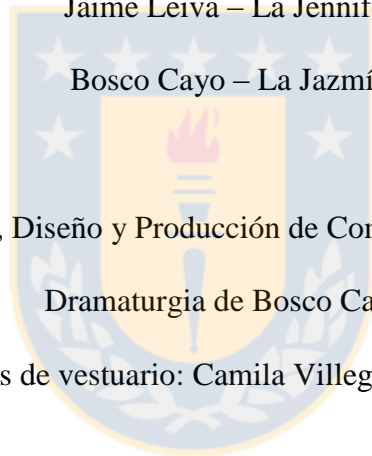 Jaime Leiva – La Jennif
Bosco Cayo – La Jazmí
, Diseño y Producción de Con
Dramaturgia de Bosco Ca
s de vestuario: Camila Villeg